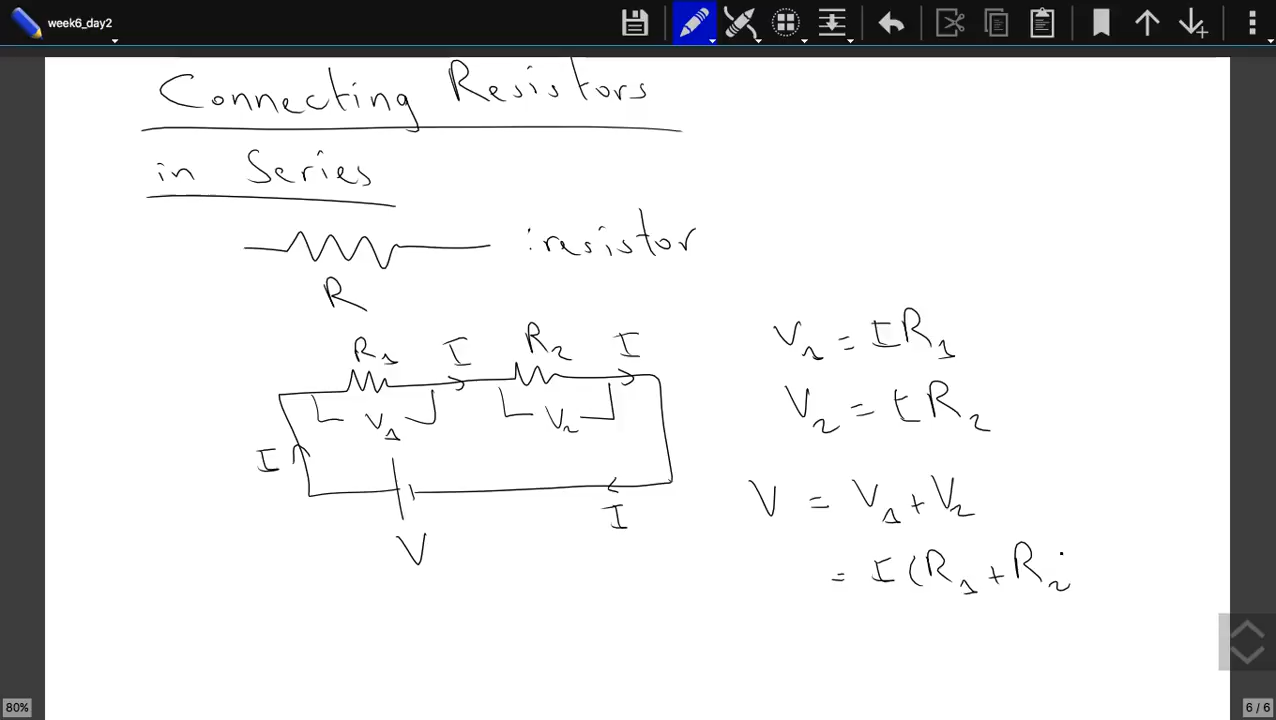 week6_day2
Connecting Resistors
in Series
: resistor
R
R1 I R2 I
V1 V2
I
I
V
V1 = IR1
V2 = IR2
V = V1 + V2
= I (R1 + R2
80%
6 / 6